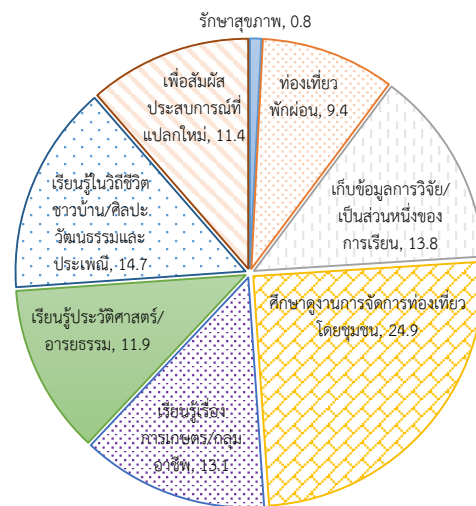 รักษาสุขภาพ, 0.8
ท่องเที่ยว
พักผ่อน, 9.4
เก็บข้อมูลการวิจัย/
เป็นส่วนหนึ่งของ
การเรียน, 13.8
ศึกษาดูงานการจัดการท่องเที่ยว
โดยชุมชน, 24.9
เรียนรู้เรื่อง
การเกษตร/กลุ่ม
อาชีพ, 13.1
เรียนรู้ประวัติศาสตร์/
อารยธรรม, 11.9
เรียนรู้ในวิถีชีวิต
ชาวบ้าน/ศิลปะ
วัฒนธรรมและ
ประเพณี, 14.7
เพื่อสัมผัส
ประสบการณ์ที่
แปลกใหม่, 11.4